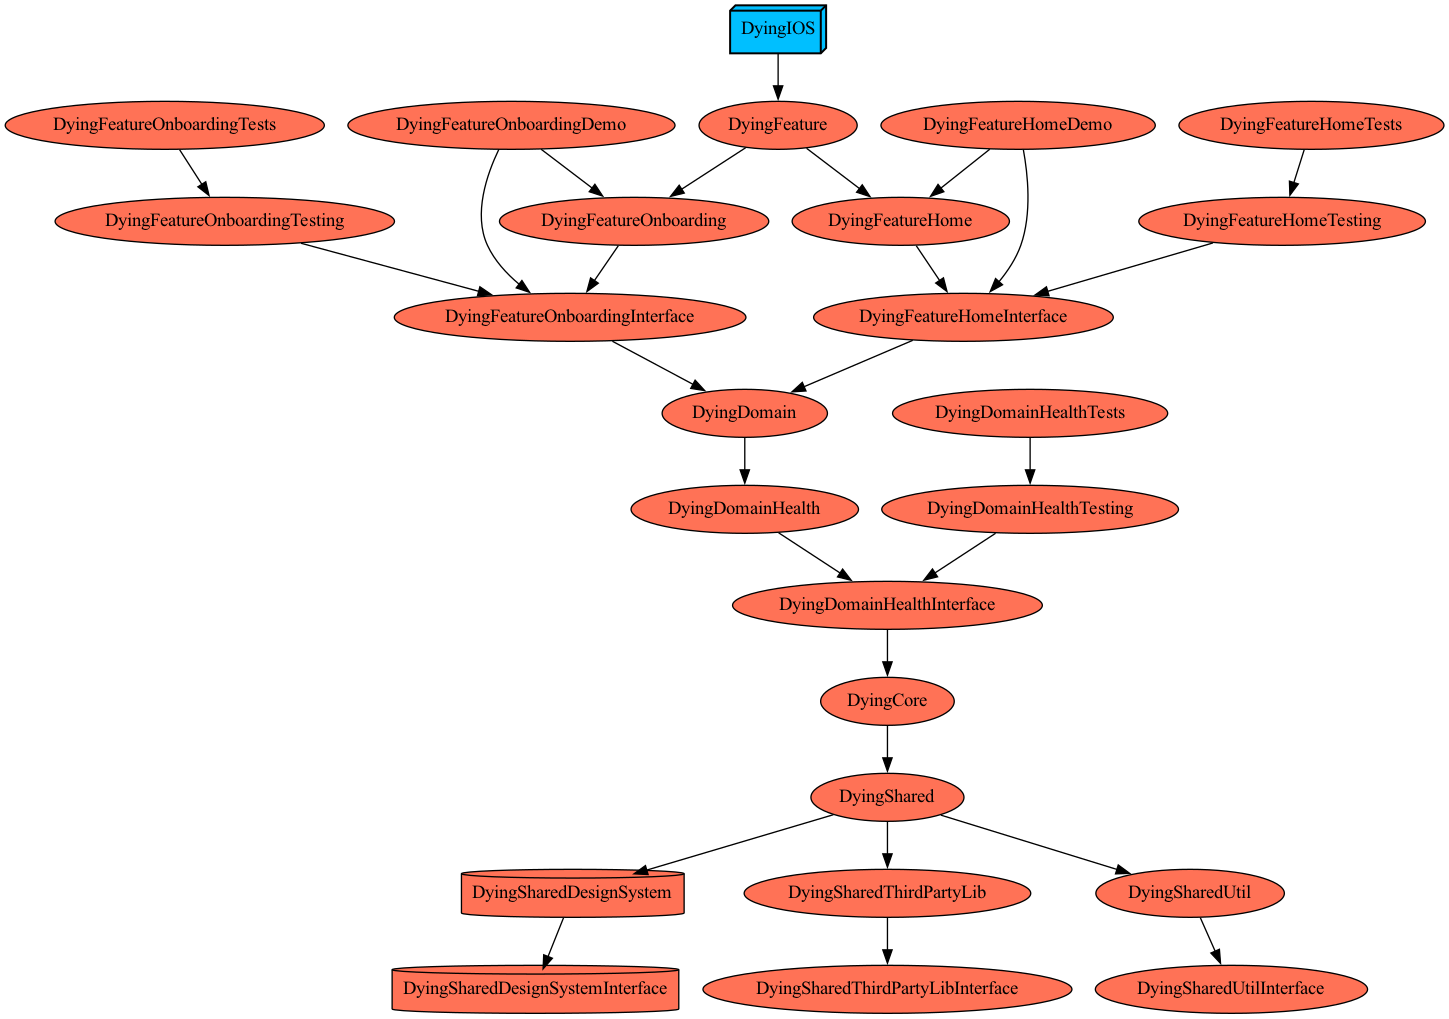 DyingIOS
DyingFeatureOnboardingTests
DyingFeatureOnboardingDemo
DyingFeature
DyingFeatureHomeDemo
DyingFeatureHomeTests
DyingFeatureOnboardingTesting
DyingFeatureOnboarding
DyingFeatureHome
DyingFeatureHomeTesting
DyingFeatureOnboardingInterface
DyingFeatureHomeInterface
DyingDomain
DyingDomainHealthTests
DyingDomainHealth
DyingDomainHealthTesting
DyingDomainHealthInterface
DyingCore
DyingShared
DyingSharedDesignSystem
DyingSharedThirdPartyLib
DyingSharedUtil
DyingSharedDesignSystemInterface
DyingSharedThirdPartyLibInterface
DyingSharedUtilInterface